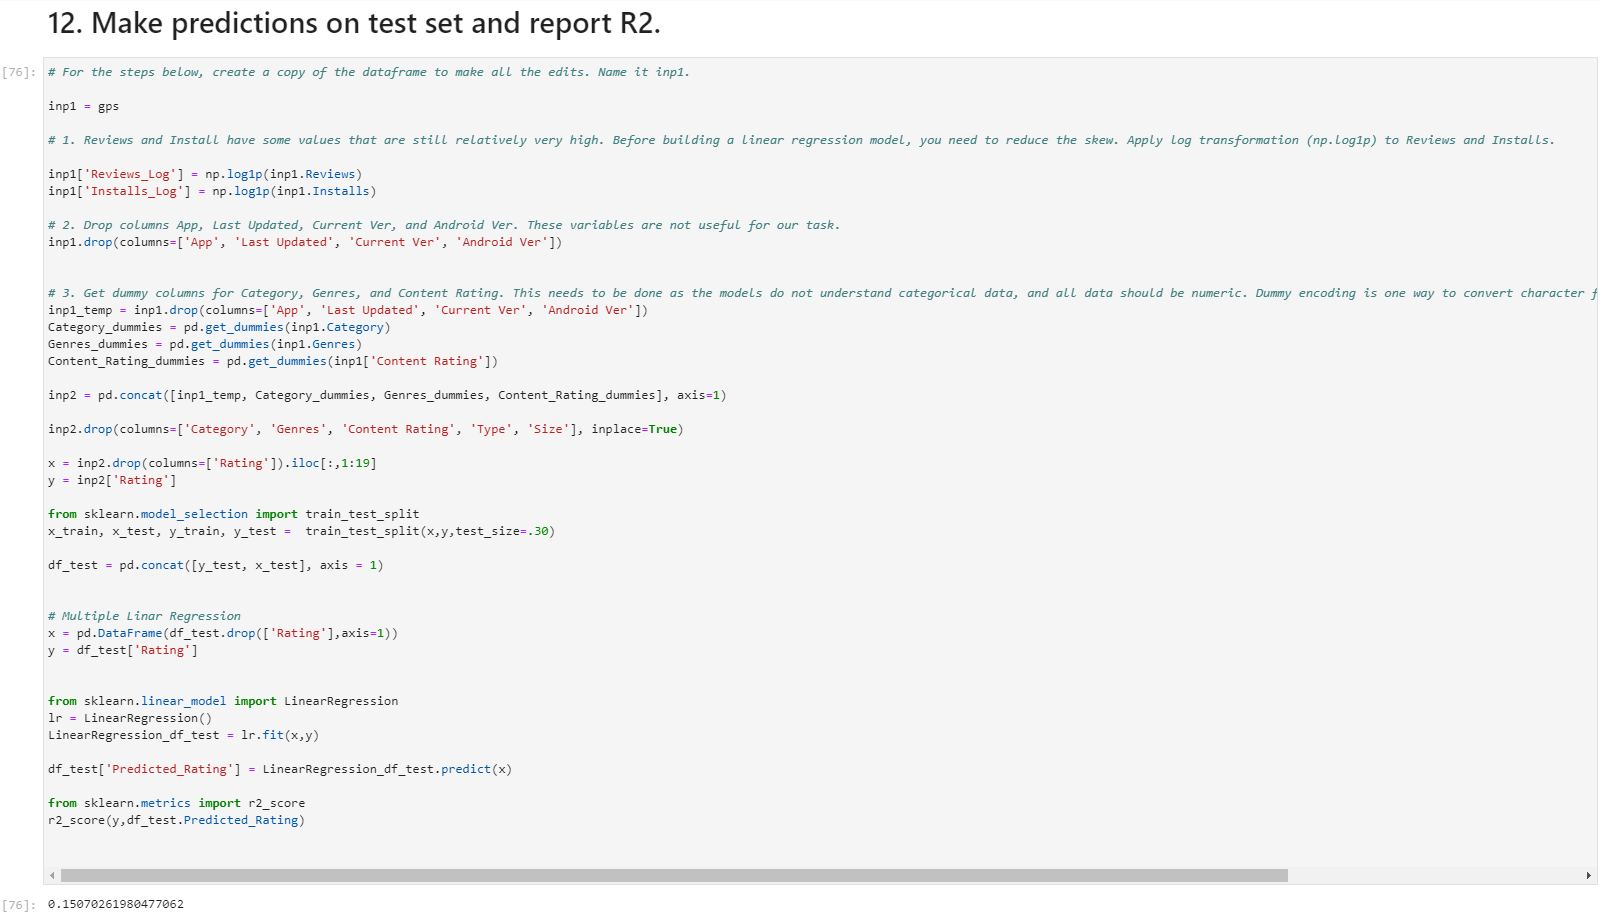 12. Make predictions on test set and report R2.
[76]: # For the steps below, create a copy of the dataframe to make all the edits. Name it inp1.
inp1 = gps
# 1. Reviews and Install have some values that are still relatively very high. Before building a linear regression model, you need to reduce the skew. Apply log transformation (np.log1p) to Reviews and Installs.
inp1['Reviews_Log'] = np.log1p(inp1.Reviews)
inp1['Installs_Log'] = np.log1p(inp1.Installs)
# 2. Drop columns App, Last Updated, Current Ver, and Android Ver. These variables are not useful for our task.
inp1.drop(columns=['App', 'Last Updated', 'Current Ver', 'Android Ver'])
# 3. Get dummy columns for Category, Genres, and Content Rating. This needs to be done as the models do not understand categorical data, and all data should be numeric. Dummy encoding is one way to convert character f
inp1_temp = inp1.drop(columns=['App', 'Last Updated', 'Current Ver', 'Android Ver'])
Category_dummies = pd.get_dummies(inp1.Category)
Genres_dummies = pd.get_dummies(inp1.Genres)
Content_Rating_dummies = pd.get_dummies(inp1['Content Rating'])
inp2 = pd.concat([inp1_temp, Category_dummies, Genres_dummies, Content_Rating_dummies], axis=1)
inp2.drop(columns=['Category', 'Genres', 'Content Rating', 'Type', 'Size'], inplace=True)
x = inp2.drop(columns=['Rating']).iloc[:,1:19]
y = inp2['Rating']
from sklearn.model_selection import train_test_split
x_train, x_test, y_train, y_test =  train_test_split(x,y,test_size=.30)
df_test = pd.concat([y_test, x_test], axis = 1)
# Multiple Linar Regression
x = pd.DataFrame(df_test.drop(['Rating'],axis=1))
y = df_test['Rating']
from sklearn.linear_model import LinearRegression
lr = LinearRegression()
LinearRegression_df_test = lr.fit(x,y)
df_test['Predicted_Rating'] = LinearRegression_df_test.predict(x)
from sklearn.metrics import r2_score
r2_score(y,df_test.Predicted_Rating)
[76]: 0.15070261980477062